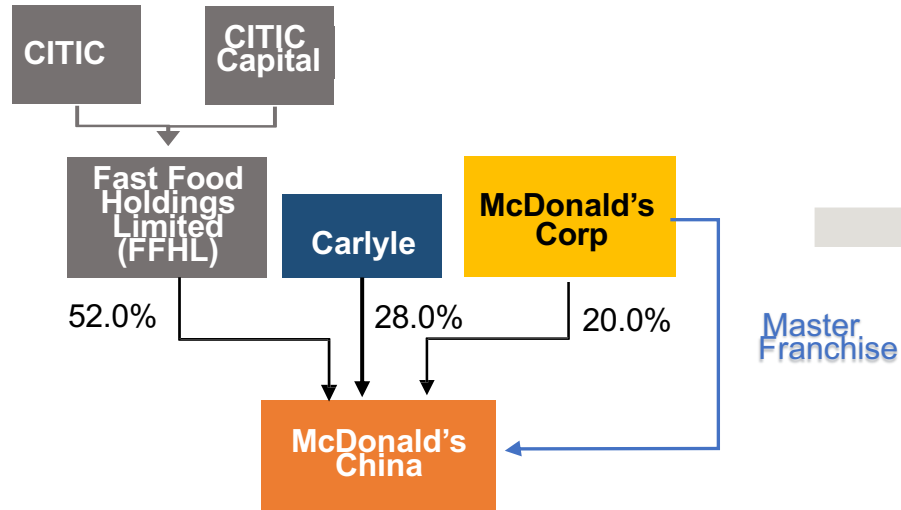 CITIC
CITIC
Capital
Fast Food
Holdings
Limited
(FFHL)
Carlyle
McDonald’s
Corp
52.0%
28.0%
20.0%
Master
Franchise
McDonald’s
China